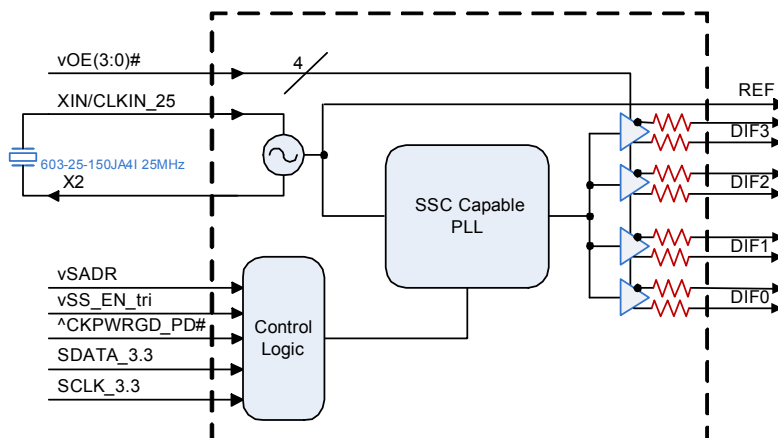 vOE(3:0)#
4
XIN/CLKIN_25
REF
DIF3
603-25-150JA4I 25MHz
X2
SSC Capable
PLL
DIF2
DIF1
DIF0
vSADR
vSS_EN_tri
^CKPWRGD_PD#
SDATA_3.3
SCLK_3.3
Control
Logic